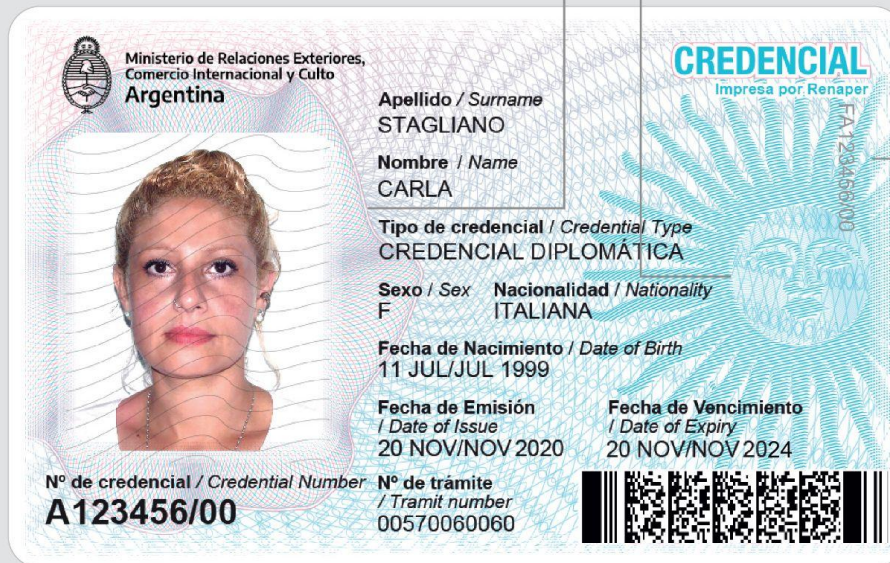 Ministerio de Relaciones Exteriores,
Comercio Internacional y Culto
Argentina
CREDENCIAL
Impresa por Renaper
Apellido / Surname
STAGLIANO
Nombre / Name
CARLA
Tipo de credencial / Credential Type
CREDENCIAL DIPLOMÁTICA
Sexo / Sex Nacionalidad / Nationality
F ITALIANA
Fecha de Nacimiento / Date of Birth
11 JUL/JUL 1999
Fecha de Emisión Fecha de Vencimiento
/ Date of Issue / Date of Expiry
20 NOV/NOV 2020 20 NOV/NOV 2024
Nº de credencial / Credential Number Nº de trámite
A123456/00 / Tramit number
00570060060
FA123456/00